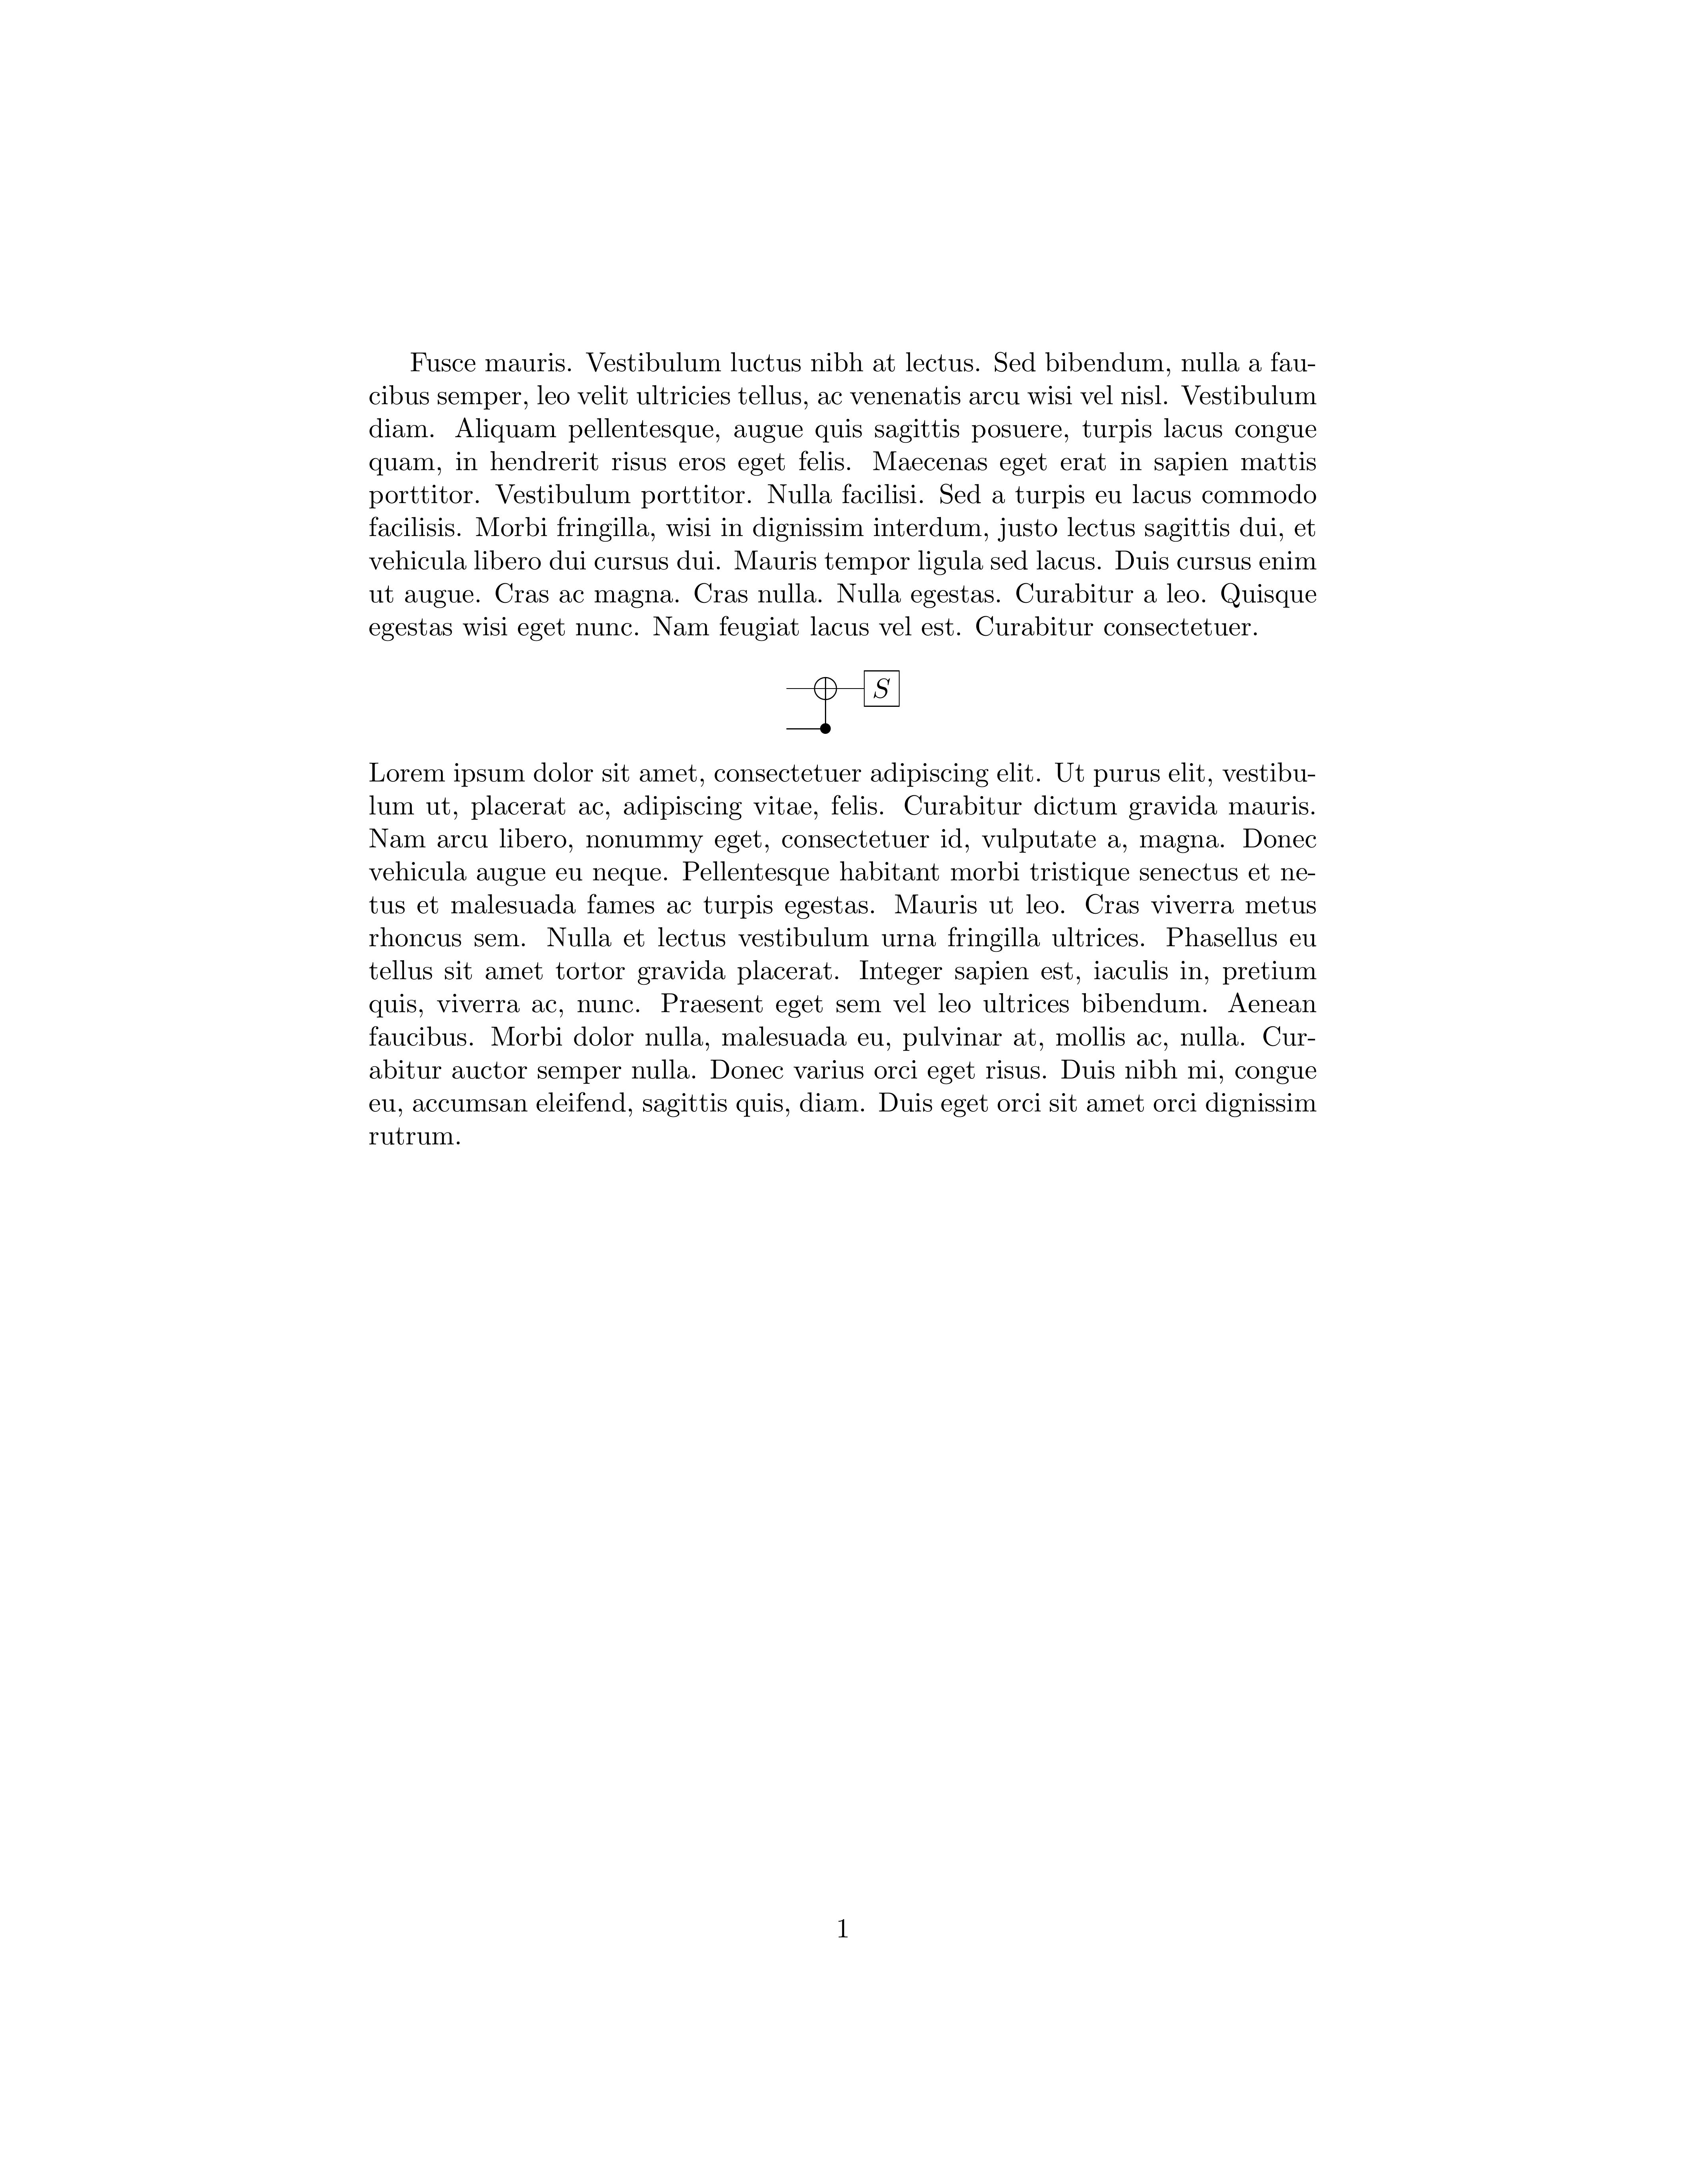 Fusce mauris. Vestibulum luctus nibh at lectus. Sed bibendum, nulla a fau-
cibus semper, leo velit ultricies tellus, ac venenatis arcu wisi vel nisl. Vestibulum
diam. Aliquam pellentesque, augue quis sagittis posuere, turpis lacus congue
quam, in hendrerit risus eros eget felis. Maecenas eget erat in sapien mattis
porttitor. Vestibulum porttitor. Nulla facilisi. Sed a turpis eu lacus commodo
facilisis. Morbi fringilla, wisi in dignissim interdum, justo lectus sagittis dui, et
vehicula libero dui cursus dui. Mauris tempor ligula sed lacus. Duis cursus enim
ut augue. Cras ac magna. Cras nulla. Nulla egestas. Curabitur a leo. Quisque
egestas wisi eget nunc. Nam feugiat lacus vel est. Curabitur consectetuer.
S
Lorem ipsum dolor sit amet, consectetuer adipiscing elit. Ut purus elit, vestibu-
lum ut, placerat ac, adipiscing vitae, felis. Curabitur dictum gravida mauris.
Nam arcu libero, nonummy eget, consectetuer id, vulputate a, magna. Donec
vehicula augue eu neque. Pellentesque habitant morbi tristique senectus et ne-
tus et malesuada fames ac turpis egestas. Mauris ut leo. Cras viverra metus
rhoncus sem. Nulla et lectus vestibulum urna fringilla ultrices. Phasellus eu
tellus sit amet tortor gravida placerat. Integer sapien est, iaculis in, pretium
quis, viverra ac, nunc. Praesent eget sem vel leo ultrices bibendum. Aenean
faucibus. Morbi dolor nulla, malesuada eu, pulvinar at, mollis ac, nulla. Cur-
abitur auctor semper nulla. Donec varius orci eget risus. Duis nibh mi, congue
eu, accumsan eleifend, sagittis quis, diam. Duis eget orci sit amet orci dignissim
rutrum.
1